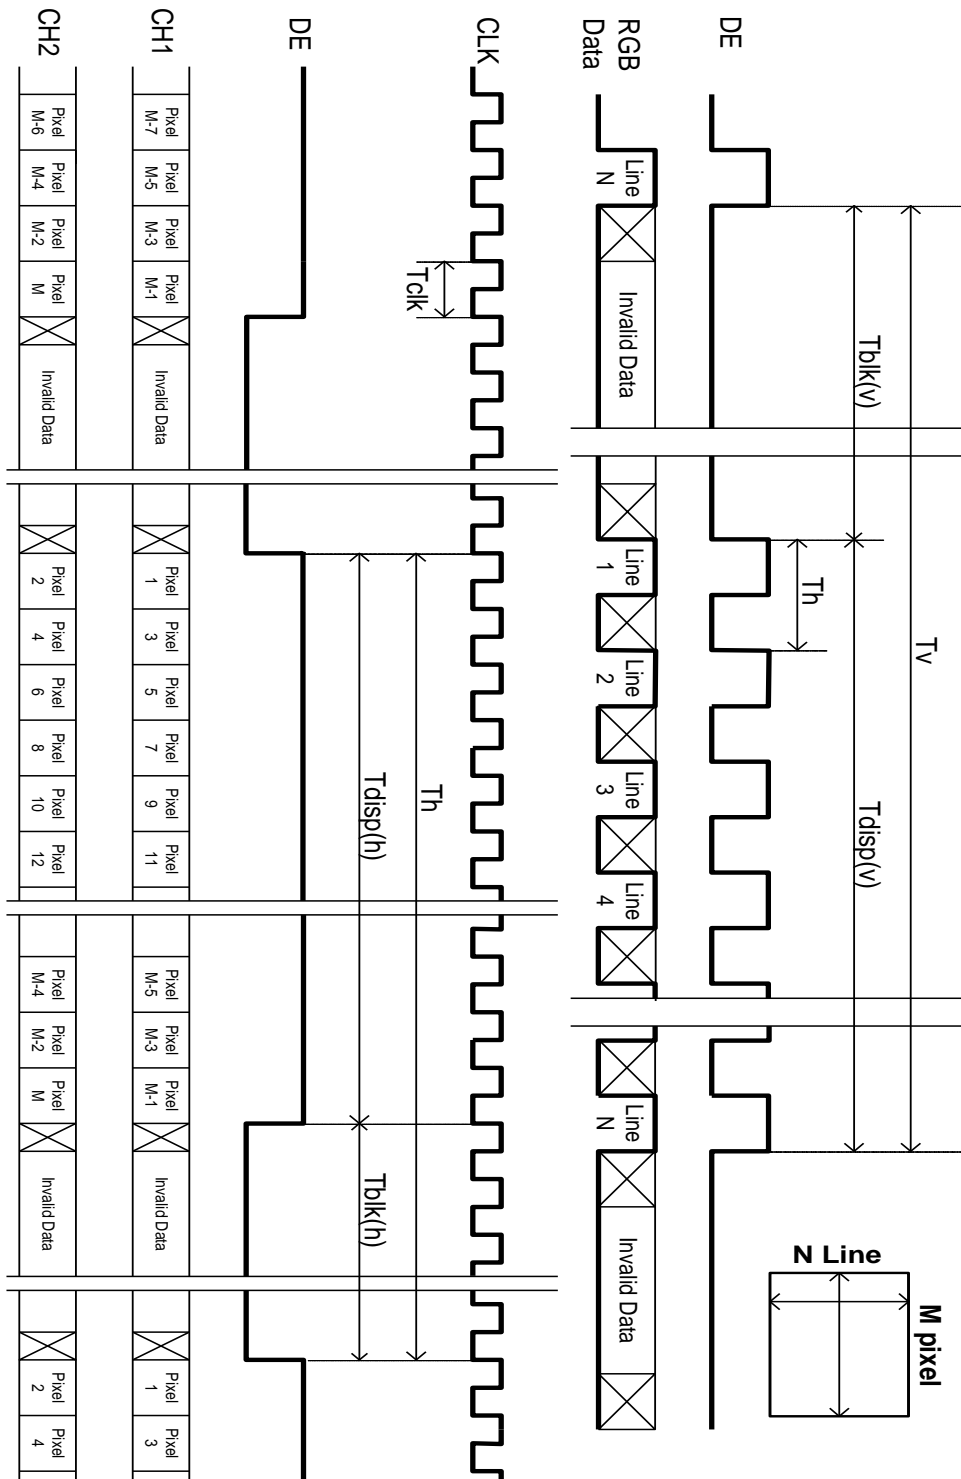 DE
Tv
Tblk(v)
Tdisp(v)
Th
M pixel
N Line
RGB
Data
Line
N
Invalid Data
Line
1
Line
2
Line
3
Line
4
Line
N
Invalid Data
CLK
Tclk
Th
Tdisp(h)
Tblk(h)
DE
CH1
Pixel
M-7
Pixel
M-5
Pixel
M-3
Pixel
M-1
Invalid Data
Pixel
1
Pixel
3
Pixel
5
Pixel
7
Pixel
9
Pixel
11
Pixel
M-5
Pixel
M-3
Pixel
M-1
Invalid Data
Pixel
1
Pixel
3
CH2
Pixel
M-6
Pixel
M-4
Pixel
M-2
Pixel
M
Invalid Data
Pixel
2
Pixel
4
Pixel
6
Pixel
8
Pixel
10
Pixel
12
Pixel
M-4
Pixel
M-2
Pixel
M
Invalid Data
Pixel
2
Pixel
4